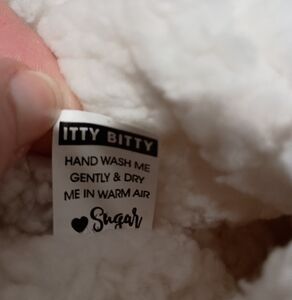 ITTY BITTY
HAND WASH ME
GENTLY & DRY
ME IN WARM AIR
Sugar